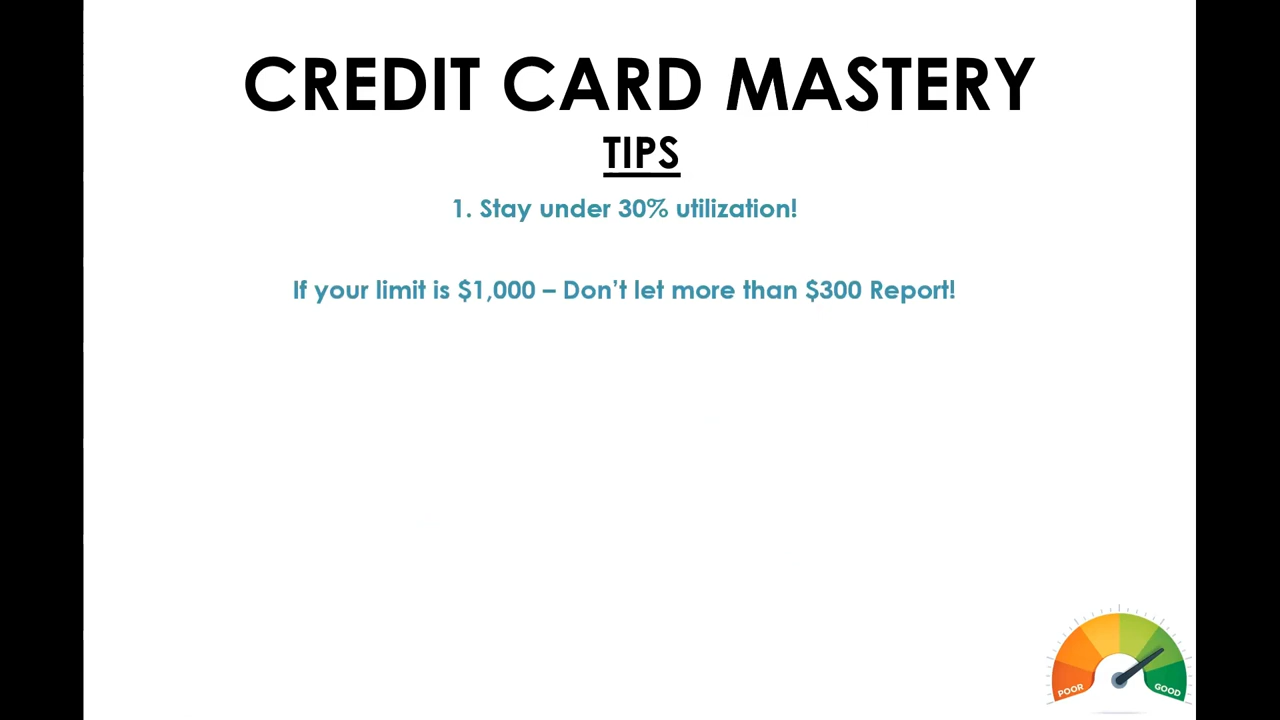 CREDIT CARD MASTERY
TIPS
1. Stay under 30% utilization!
If your limit is $1,000 – Don’t let more than $300 Report!
POOR
GOOD